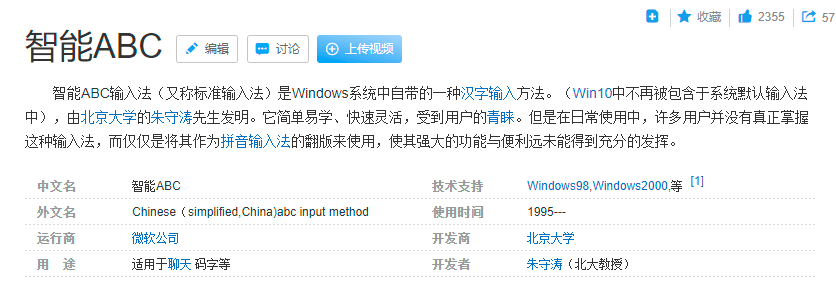 收藏 2355 57
智能ABC 编辑 讨论 上传视频
智能ABC输入法（又称标准输入法）是Windows系统中自带的一种汉字输入方法。（Win10中不再被包含于系统默认输入法
中），由北京大学的朱守涛先生发明。它简单易学、快速灵活，受到用户的青睐。但是在日常使用中，许多用户并没有真正掌握
这种输入法，而仅仅是将其作为拼音输入法的翻版来使用，使其强大的功能与便利远未能得到充分的发挥。
中文名 智能ABC 技术支持 Windows98,Windows2000,等 [1]
外文名 Chinese（simplified,China)abc input method 使用时间 1995---
运行商 微软公司 开发商 北京大学
用 途 适用于聊天 码字等 开发者 朱守涛（北大教授）